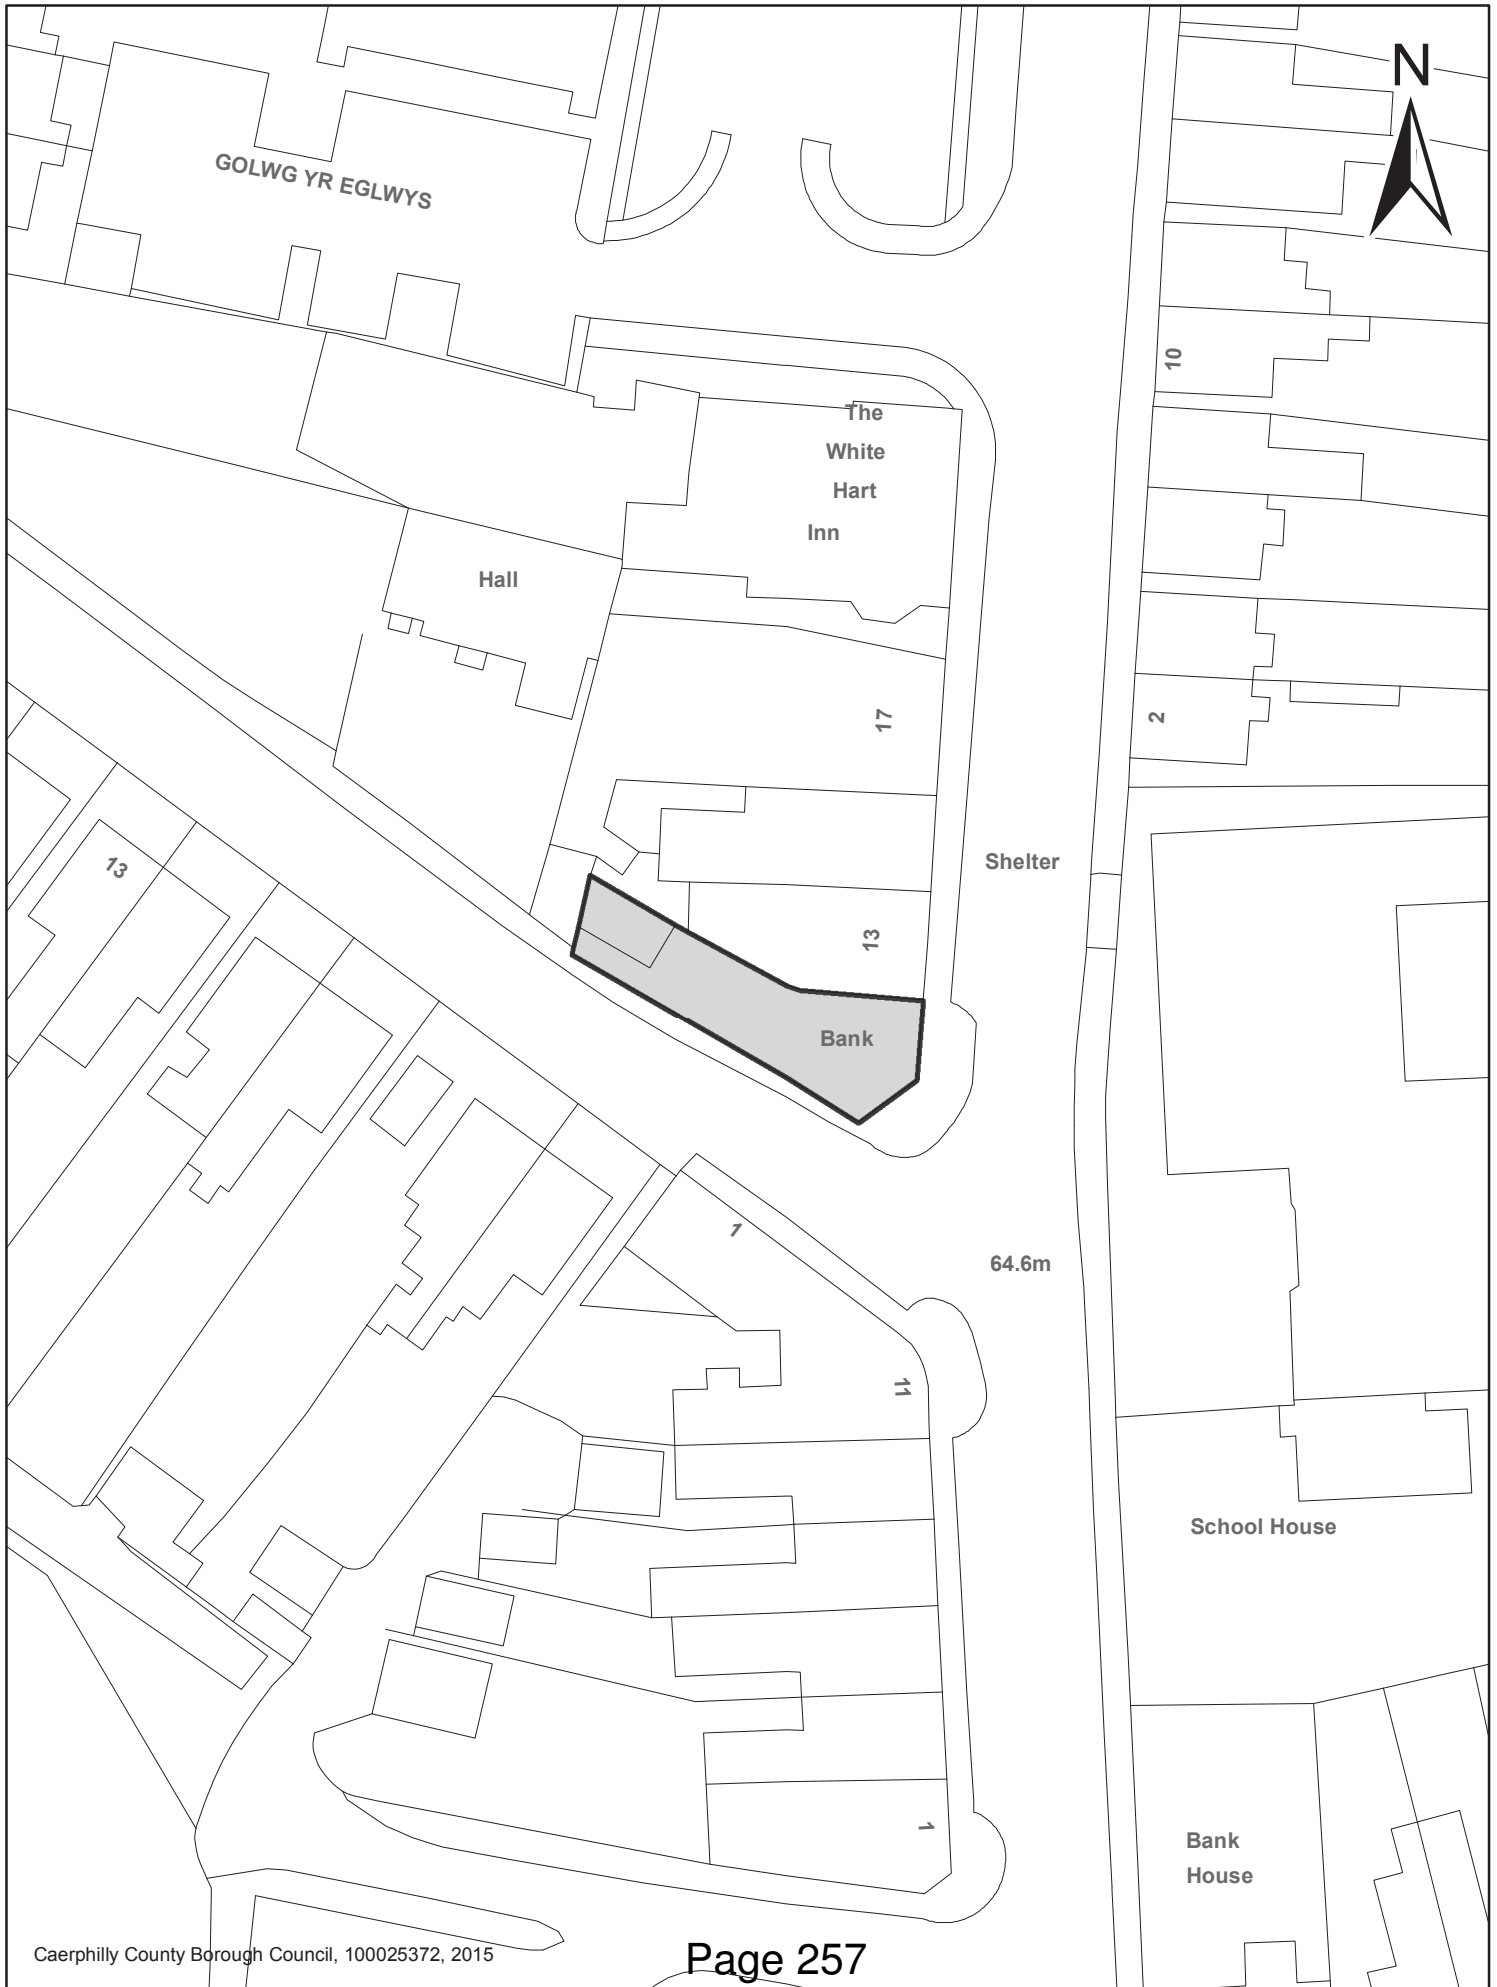 N
GOLWG YR EGLWYS
10
The
White
Hart
Inn
Hall
17
2
Shelter
13
13
Bank
1
64.6m
11
School House
1
Bank
House
Caerphilly County Borough Council, 100025372, 2015
Page 257